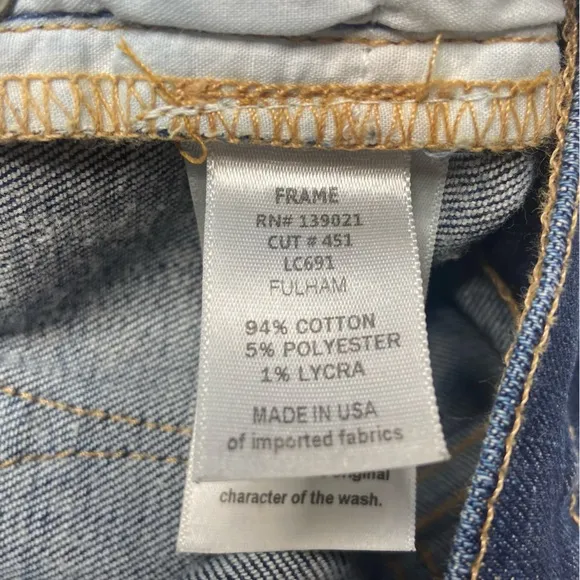 FRAME
RN# 139021
CUT # 451
LC691
FULHAM
94% COTTON
5% POLYESTER
1% LYCRA
MADE IN USA
of imported fabrics
original
character of the wash.